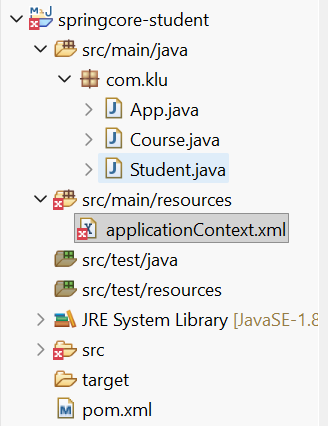 springcore-student
src/main/java
com.klu
App.java
Course.java
Student.java
src/main/resources
applicationContext.xml
src/test/java
src/test/resources
JRE System Library [JavaSE-1.8
src
target
pom.xml